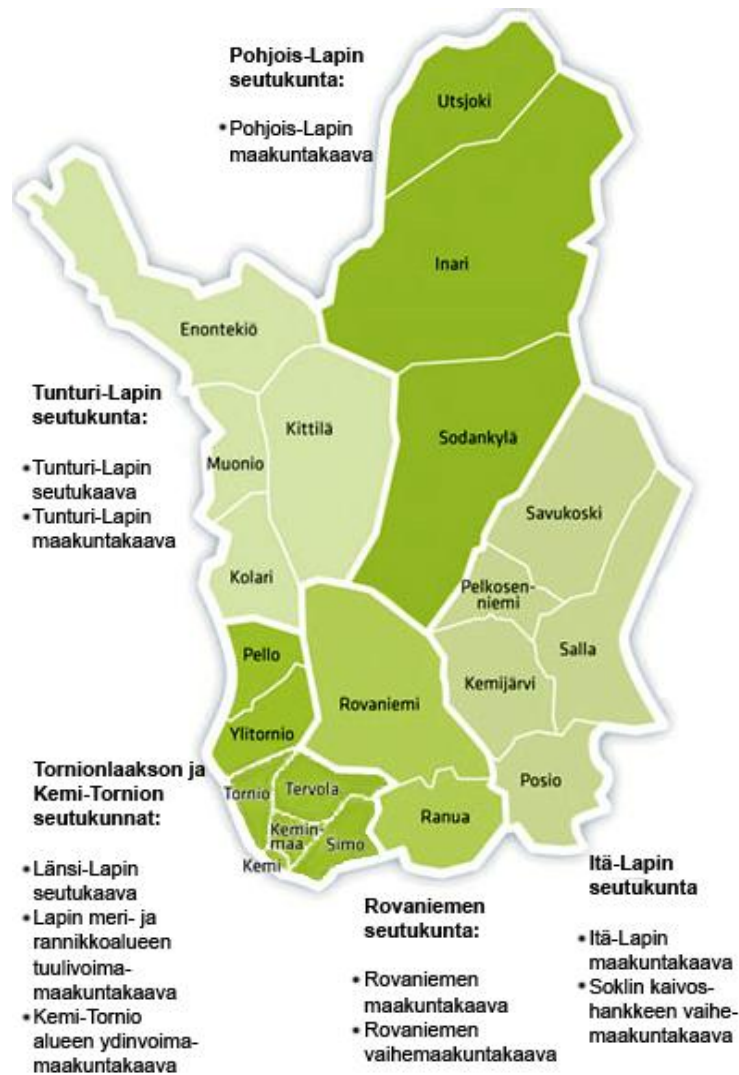 Pohjois-Lapin
seutukunta:
• Pohjois-Lapin
maakuntakaava
Utsjoki
Inari
Enontekiö
Tunturi-Lapin
seutukunta:
• Tunturi-Lapin
seutukaava
• Tunturi-Lapin
maakuntakaava
Kittilä
Muonio
Kolari
Sodankylä
Savukoski
Pelkosen-
niemi
Salla
Kemijärvi
Posio
Pello
Ylitornio
Rovaniemi
Ranua
Tornio
Tervola
Kemin-
maa
Simo
Kemi
Tornionlaakson ja
Kemi-Tornion
seutukunnat:
• Länsi-Lapin
seutukaava
• Lapin meri- ja
rannikkoalueen
tuulivoima-
maakuntakaava
• Kemi-Tornio
alueen ydinvoima-
maakuntakaava
Rovaniemen
seutukunta:
• Rovaniemen
maakuntakaava
• Rovaniemen
vaihemaakuntakaava
Itä-Lapin
seutukunta
• Itä-Lapin
maakuntakaava
• Soklin kaivos-
hankkeen vaihe-
maakuntakaava